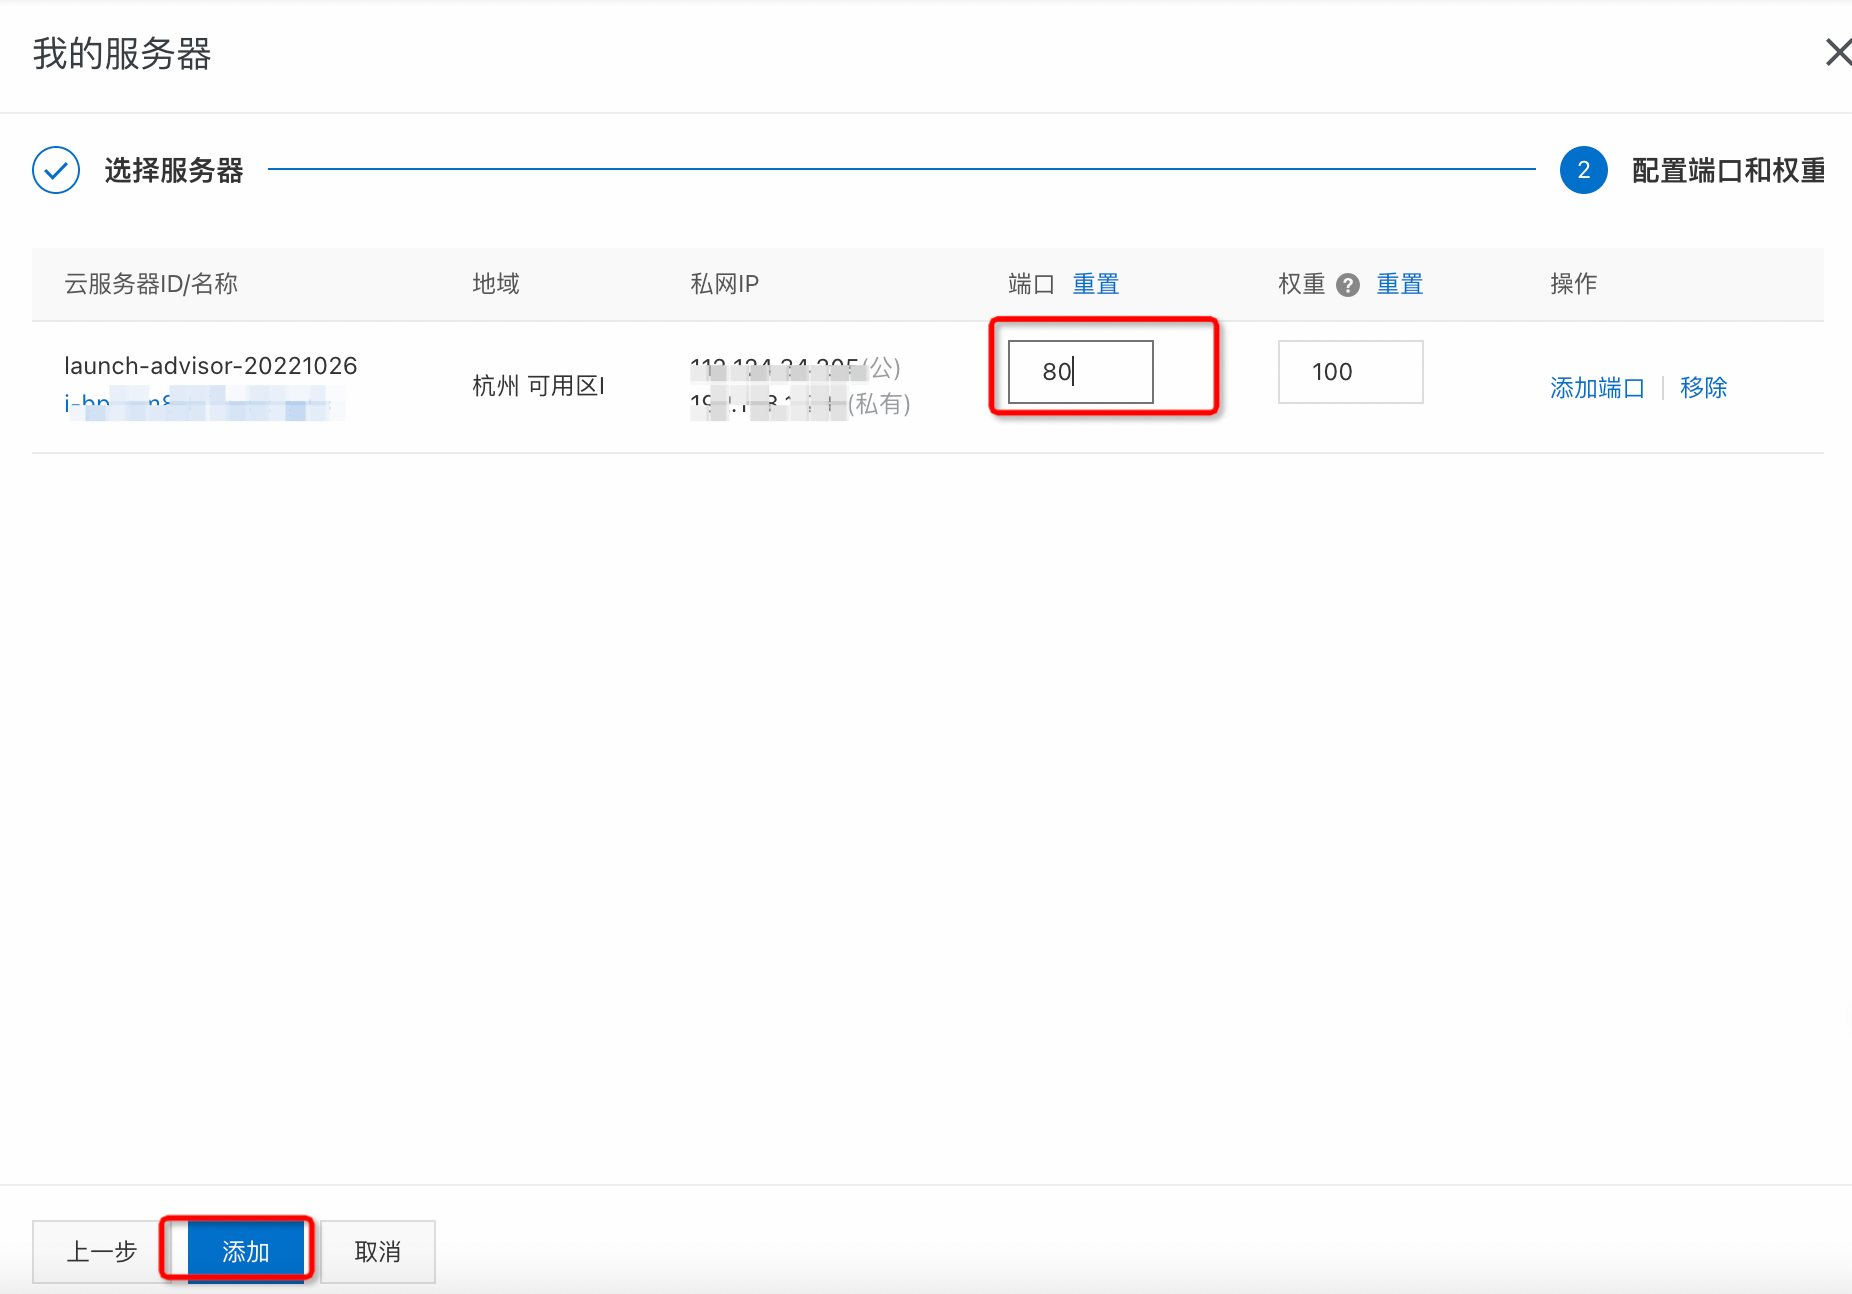 我的服务器
选择服务器
2 配置端口和权重
云服务器ID/名称 地域 私网IP 端口 重置 权重 ? 重置 操作
launch-advisor-20221026
杭州 可用区I
(公)
(私有)
80
100
添加端口 移除
上一步 添加 取消